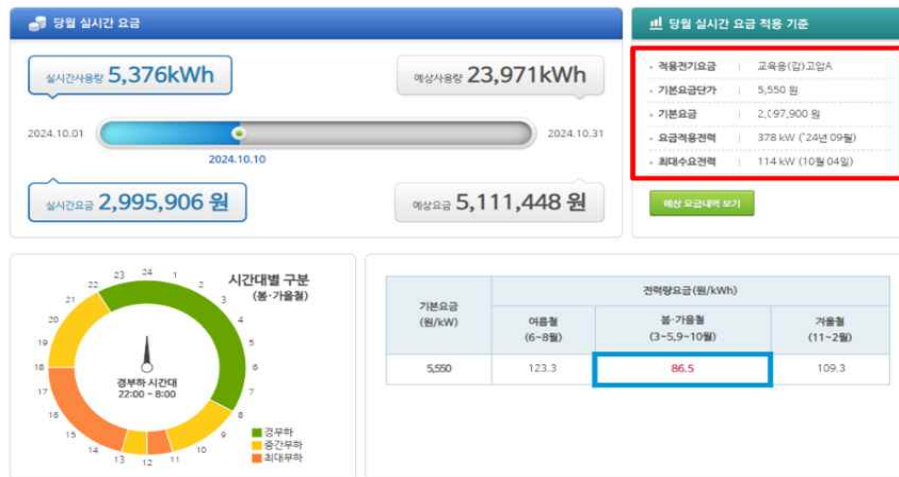 당월 실시간 요금
실시간사용량 5,376kWh
예상사용량 23,971kWh
2024.10.01
2024.10.31
2024.10.10
실시간요금 2,995,906 원
예상요금 5,111,448 원
당월 실시간 요금 적용 기준
적용전기요금 | 교육용(갑)고압A
기본요금단가 | 5,550 원
기본요금 | 2,097,900 원
요금적용전력 | 378 kW ('24년 09월)
최대수요전력 | 114 kW (10월 04일)
예상 요금내역 보기
시간대별 구분
(봄·가을철)
24
1
2
3
4
5
6
7
8
9
10
11
12
13
14
15
16
17
18
19
20
21
22
23
경부하 시간대
22:00 ~ 8:00
경부하
중간부하
최대부하
기본요금
(원/kW)
전력량요금(원/kWh)
여름철
(6~8월)
봄·가을철
(3~5,9~10월)
겨울철
(11~2월)
5,550 123.3 86.5 109.3